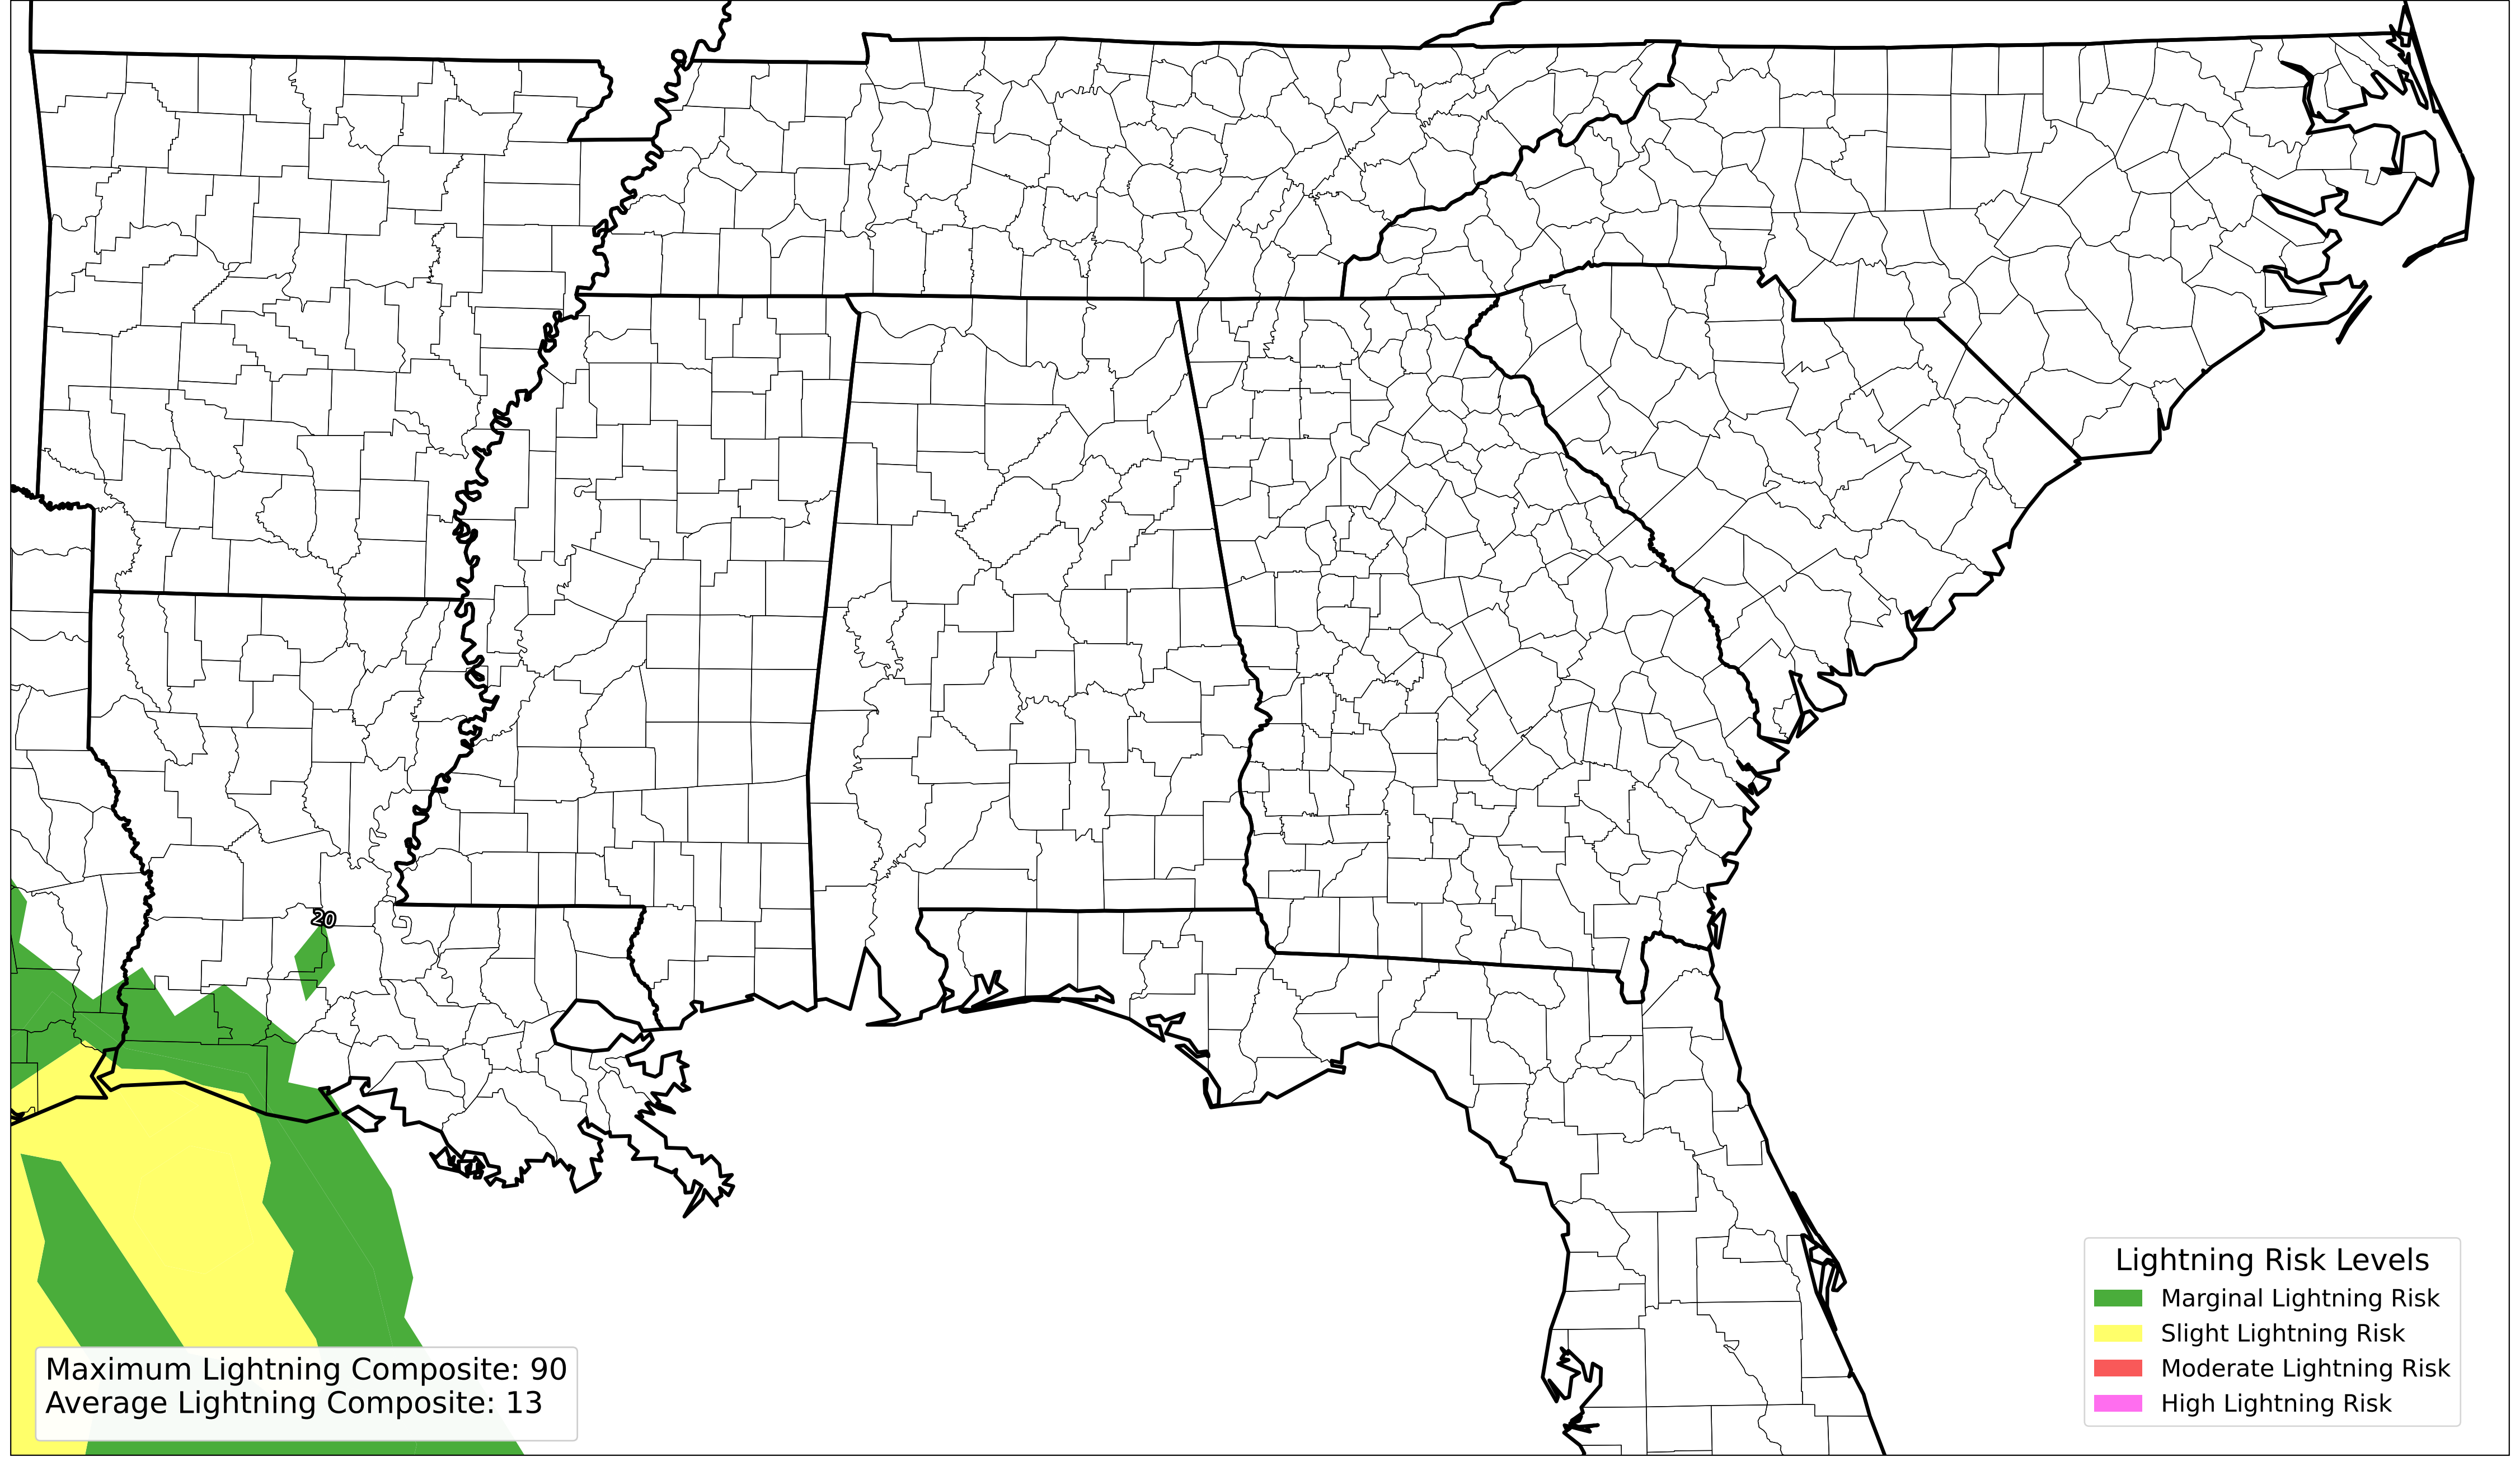 20
Lightning Risk Levels
Marginal Lightning Risk
Slight Lightning Risk
Moderate Lightning Risk
High Lightning Risk
Maximum Lightning Composite: 90
Average Lightning Composite: 13